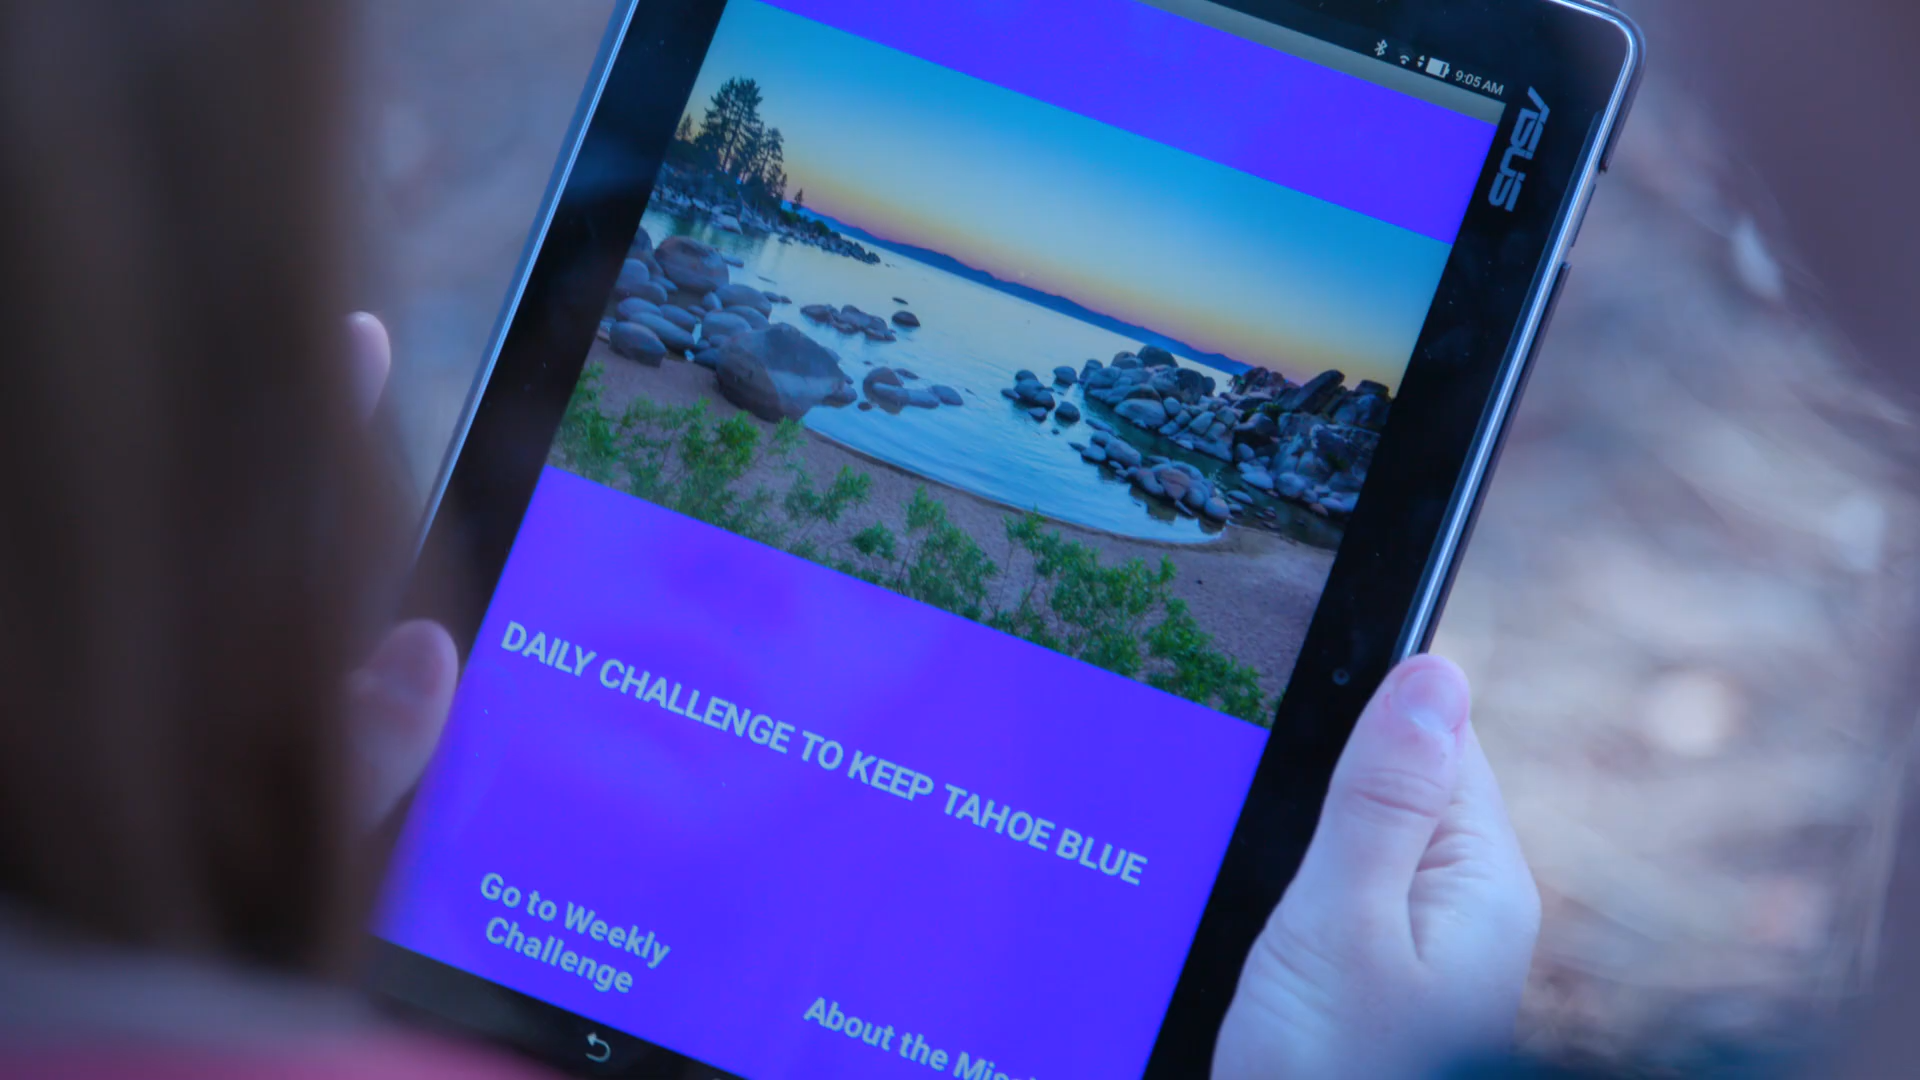 9:05 AM
ASUS
DAILY CHALLENGE TO KEEP TAHOE BLUE
Go to Weekly
Challenge
About the